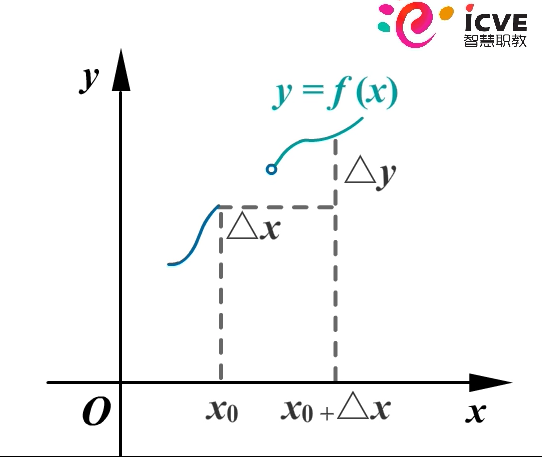 iCVE
智慧职教
y
y = f (x)
△y
△x
O
x₀
x₀ + △x
x